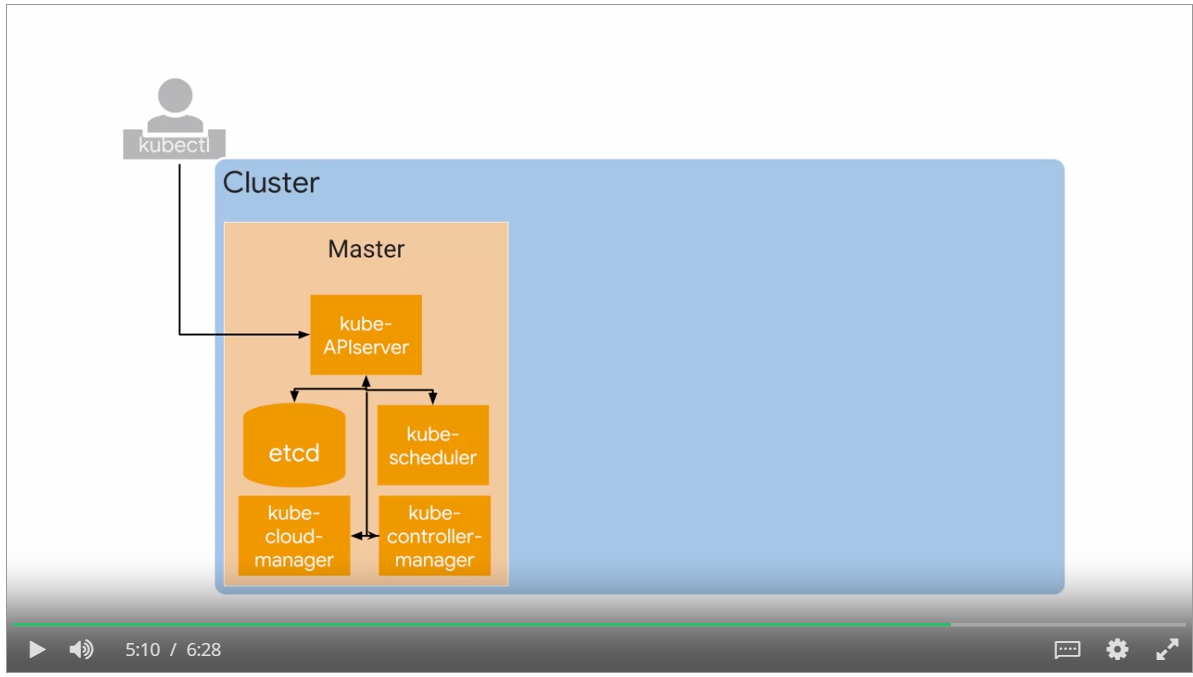 kubectl
Cluster
Master
kube-
APIserver
etcd
kube-
scheduler
kube-
cloud-
manager
kube-
controller-
manager
5:10 / 6:28